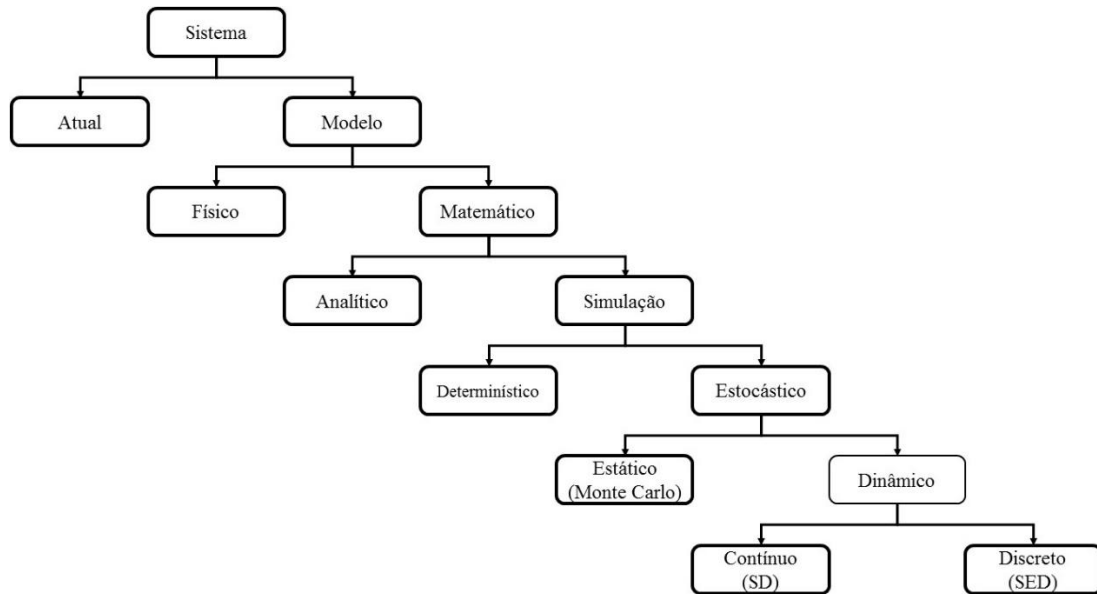 Sistema
Atual
Modelo
Físico
Matemático
Analítico
Simulação
Determinístico
Estocástico
Estático
(Monte Carlo)
Dinâmico
Contínuo
(SD)
Discreto
(SED)